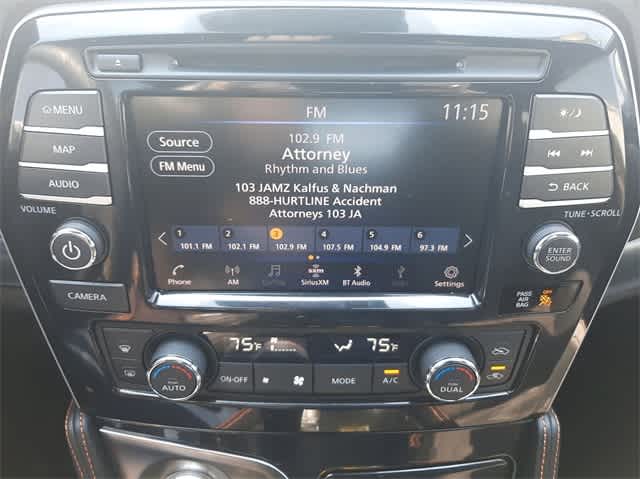 FM
11:15
MENU
Source
102.9 FM
Attorney
Rhythm and Blues
FM Menu
MAP
BACK
AUDIO
103 JAMZ Kalfus & Nachman
888-HURTLINE Accident
Attorneys 103 JA
VOLUME
TUNE·SCROLL
1 2 3 4 5 6
101.1 FM 102.1 FM 102.9 FM 107.5 FM 104.9 FM 97.3 FM
ENTER
SOUND
sxm
Phone AM SiriusXM BT Audio Settings
CAMERA
PASS
AIR
BAG
OFF
75°F
75°F
AUTO
ON·OFF
MODE
A/C
DUAL